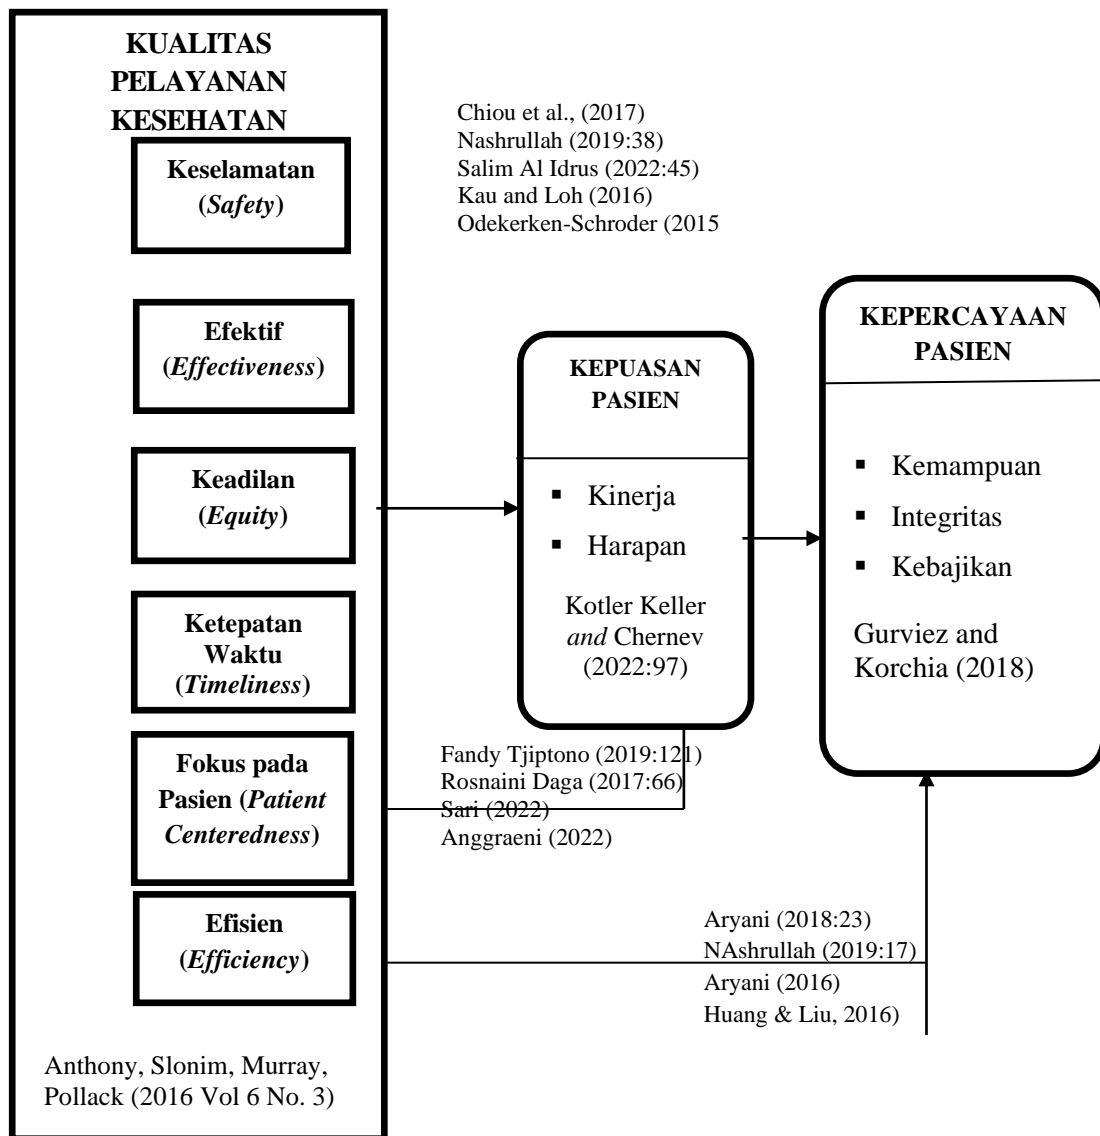 KUALITAS
PELAYANAN
KESEHATAN
Keselamatan
(Safety)
Efektif
(Effectiveness)
Keadilan
(Equity)
Ketepatan
Waktu
(Timeliness)
Fokus pada
Pasien (Patient
Centeredness)
Efisien
(Efficiency)
Anthony, Slonim, Murray,
Pollack (2016 Vol 6 No. 3)
Chiou et al., (2017)
Nashrullah (2019:38)
Salim Al Idrus (2022:45)
Kau and Loh (2016)
Odekerken-Schroder (2015
KEPUASAN
PASIEN
▪ Kinerja
▪ Harapan
Kotler Keller
and Chernev
(2022:97)
Fandy Tjiptono (2019:121)
Rosnaini Daga (2017:66)
Sari (2022)
Anggraeni (2022)
KEPERCAYAAN
PASIEN
▪ Kemampuan
▪ Integritas
▪ Kebajikan
Gurviez and
Korchia (2018)
Aryani (2018:23)
NAshrullah (2019:17)
Aryani (2016)
Huang & Liu, 2016)